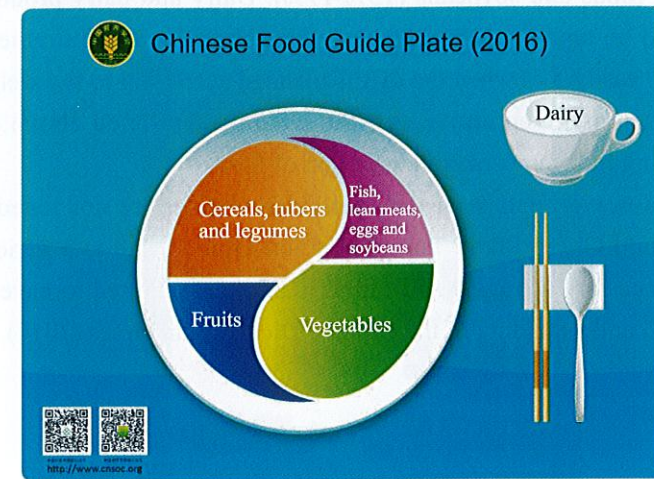 Chinese Food Guide Plate (2016)
Dairy
Cereals, tubers
and legumes
Fish,
lean meats,
eggs and
soybeans
Fruits
Vegetables
http://www.cnsoc.org